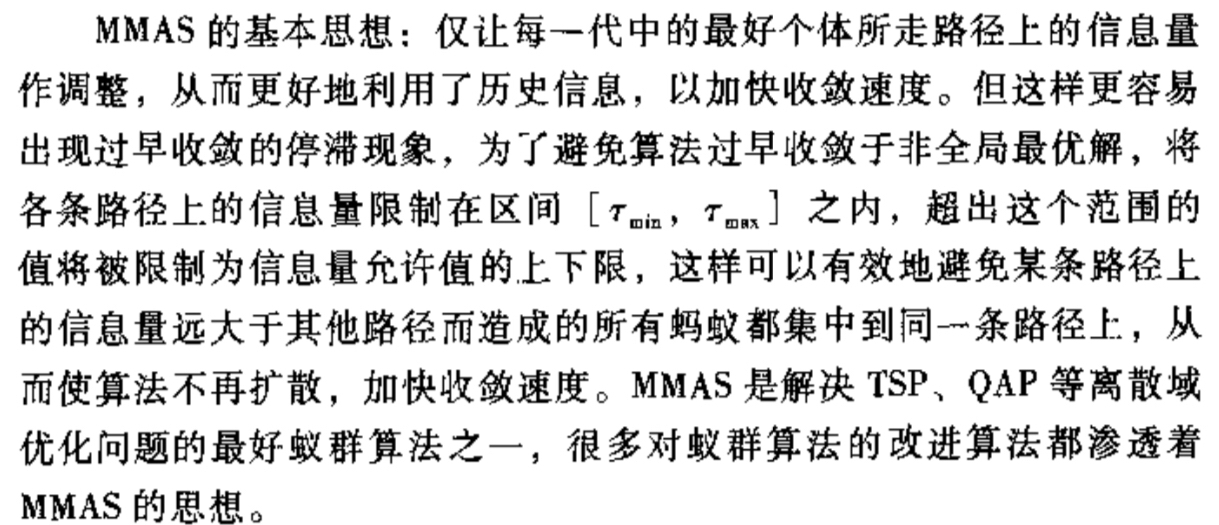 MMAS 的基本思想：仅让每一代中的最好个体所走路径上的信息量
作调整，从而更好地利用了历史信息，以加快收敛速度。但这样更容易
出现过早收敛的停滞现象，为了避免算法过早收敛于非全局最优解，将
各条路径上的信息量限制在区间［τmin，τmax］之内，超出这个范围的
值将被限制为信息量允许值的上下限，这样可以有效地避免某条路径上
的信息量远大于其他路径而造成的所有蚂蚁都集中到同一条路径上，从
而使算法不再扩散，加快收敛速度。MMAS 是解决 TSP、QAP 等离散域
优化问题的最好蚁群算法之一，很多对蚁群算法的改进算法都渗透着
MMAS 的思想。